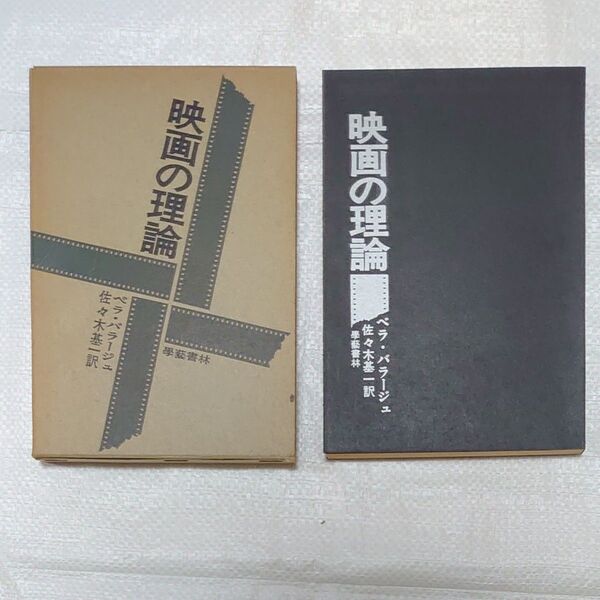 映画の理論
ベラ・バラージュ
佐々木基一訳
學藝書林
映画の理論
ベラ・バラージュ
佐々木基一訳
學藝書林